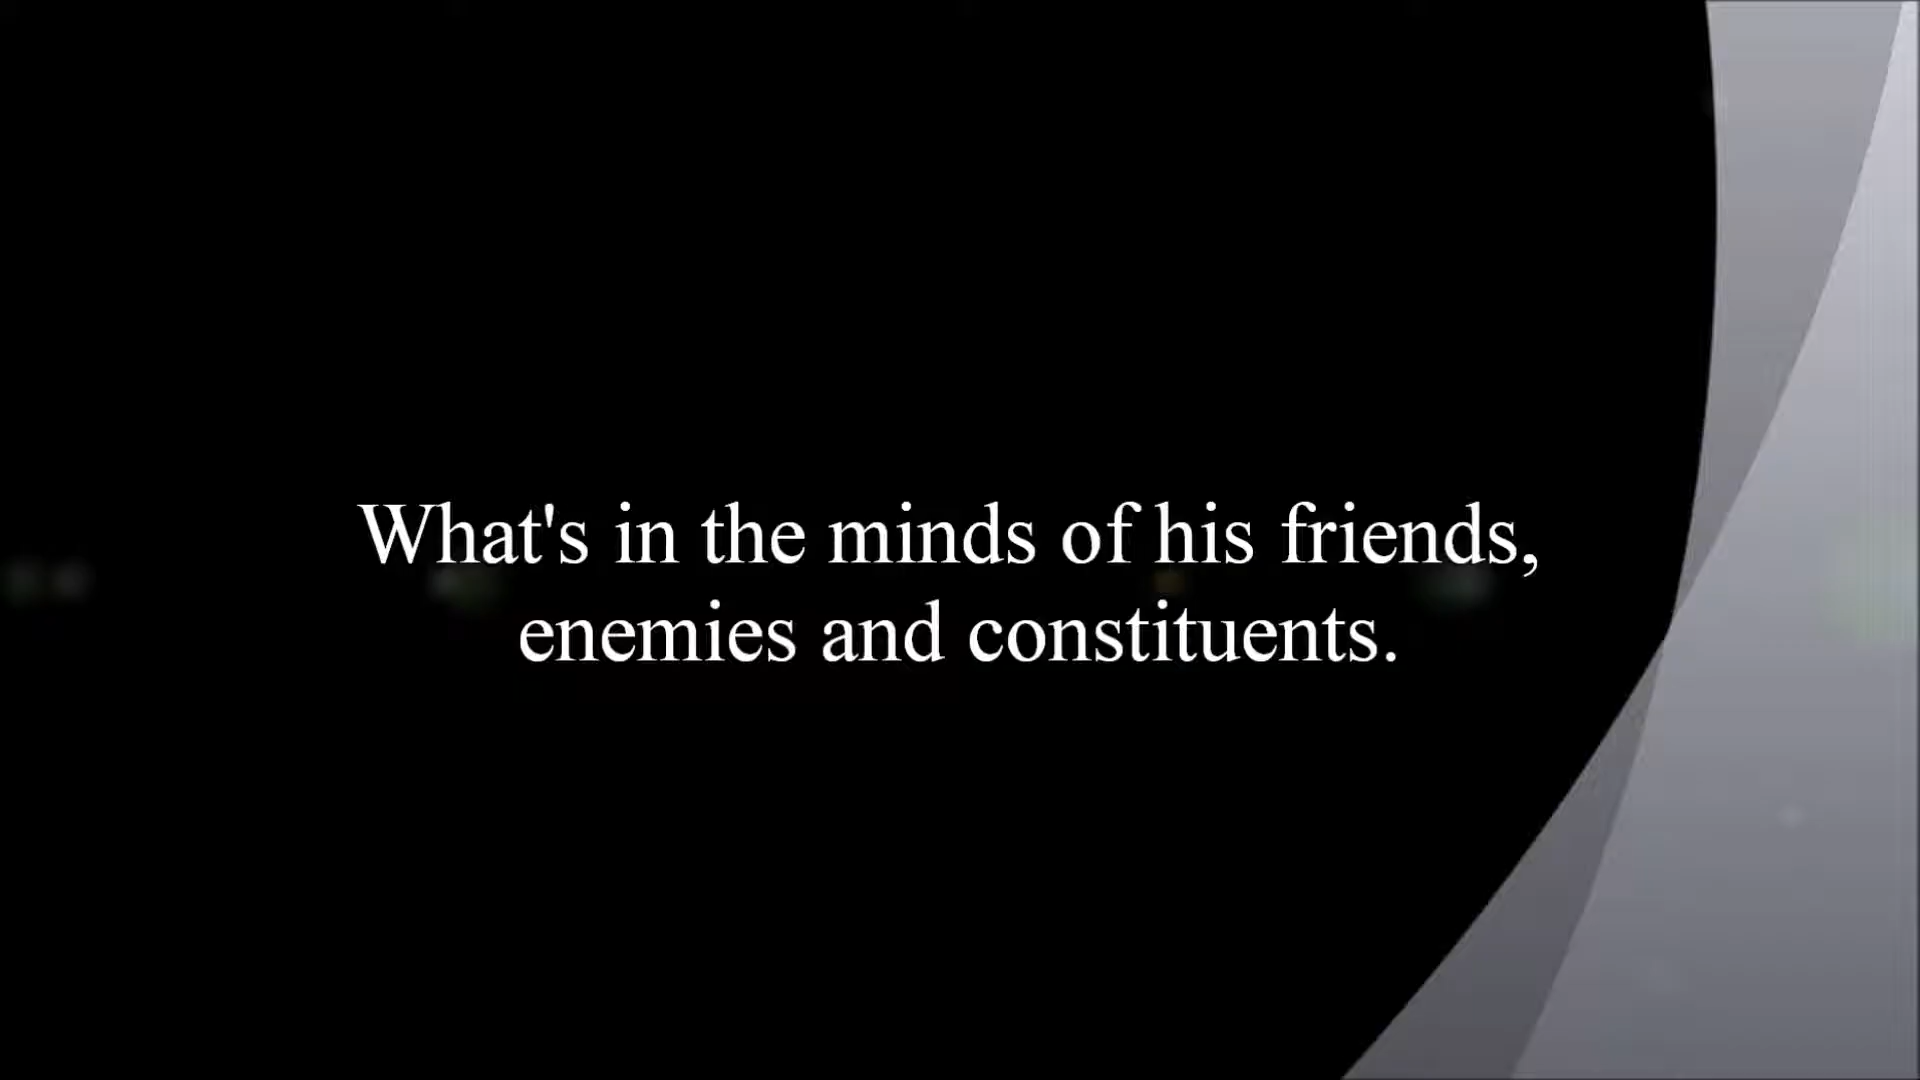 What's in the minds of his friends,
enemies and constituents.